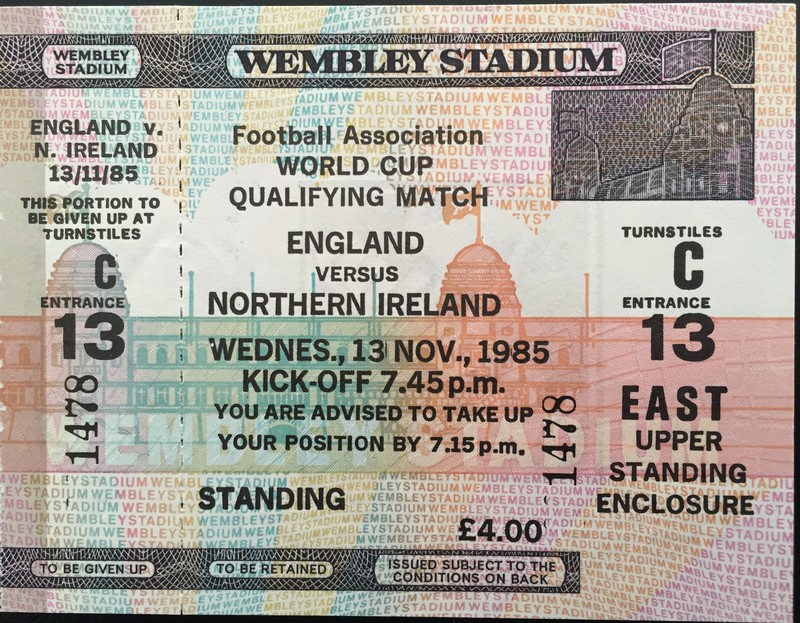 WEMBLEY
STADIUM
ENGLAND v.
N. IRELAND
13/11/85
THIS PORTION TO
BE GIVEN UP AT
TURNSTILES
C
ENTRANCE
13
1478
TO BE GIVEN UP
WEMBLEY STADIUM
Football Association
WORLD CUP
QUALIFYING MATCH
ENGLAND
VERSUS
NORTHERN IRELAND
WEDNES., 13 NOV., 1985
KICK-OFF 7.45 p.m.
YOU ARE ADVISED TO TAKE UP
YOUR POSITION BY 7.15 p.m.
STANDING
£4.00
1478
TURNSTILES
C
ENTRANCE
13
EAST
UPPER
STANDING
ENCLOSURE
TO BE RETAINED
ISSUED SUBJECT TO THE
CONDITIONS ON BACK